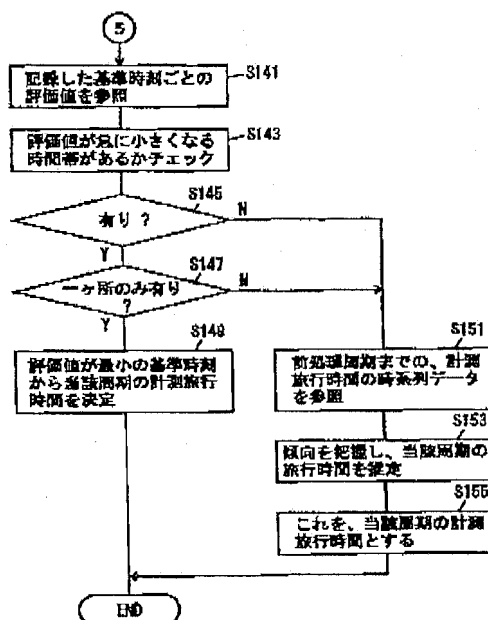 5
記録した基準時刻ごとの
評価値を参照
S141
評価値が急に小さくなる
時間帯があるかチェック
S143
有り ?
S145
N
Y
一ヶ所のみ有り
?
S147
N
Y
評価値が最小の基準時刻
から当該周期の計測旅行
時間を決定
S149
前処理周期までの、計測
旅行時間の時系列データ
を参照
S151
傾向を把握し、当該周期の
旅行時間を推定
S153
これを、当該周期の計測
旅行時間とする
S155
END